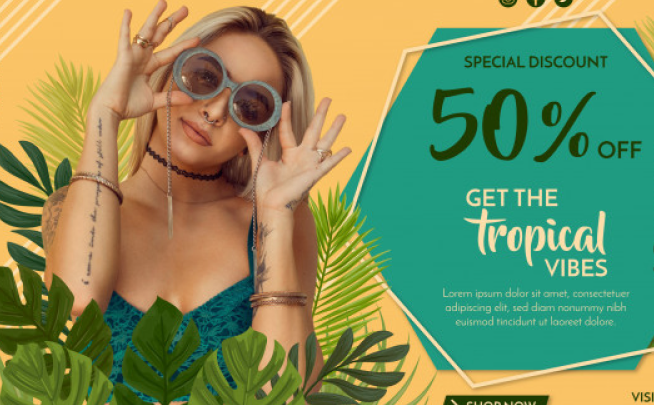 SPECIAL DISCOUNT
50% OFF
GET THE
tropical
VIBES
Lorem ipsum dolor sit amet, consectetuer
adipiscing elit, sed diam nonummy nibh
euismod tincidunt ut laoreet dolore.
SHOP NOW